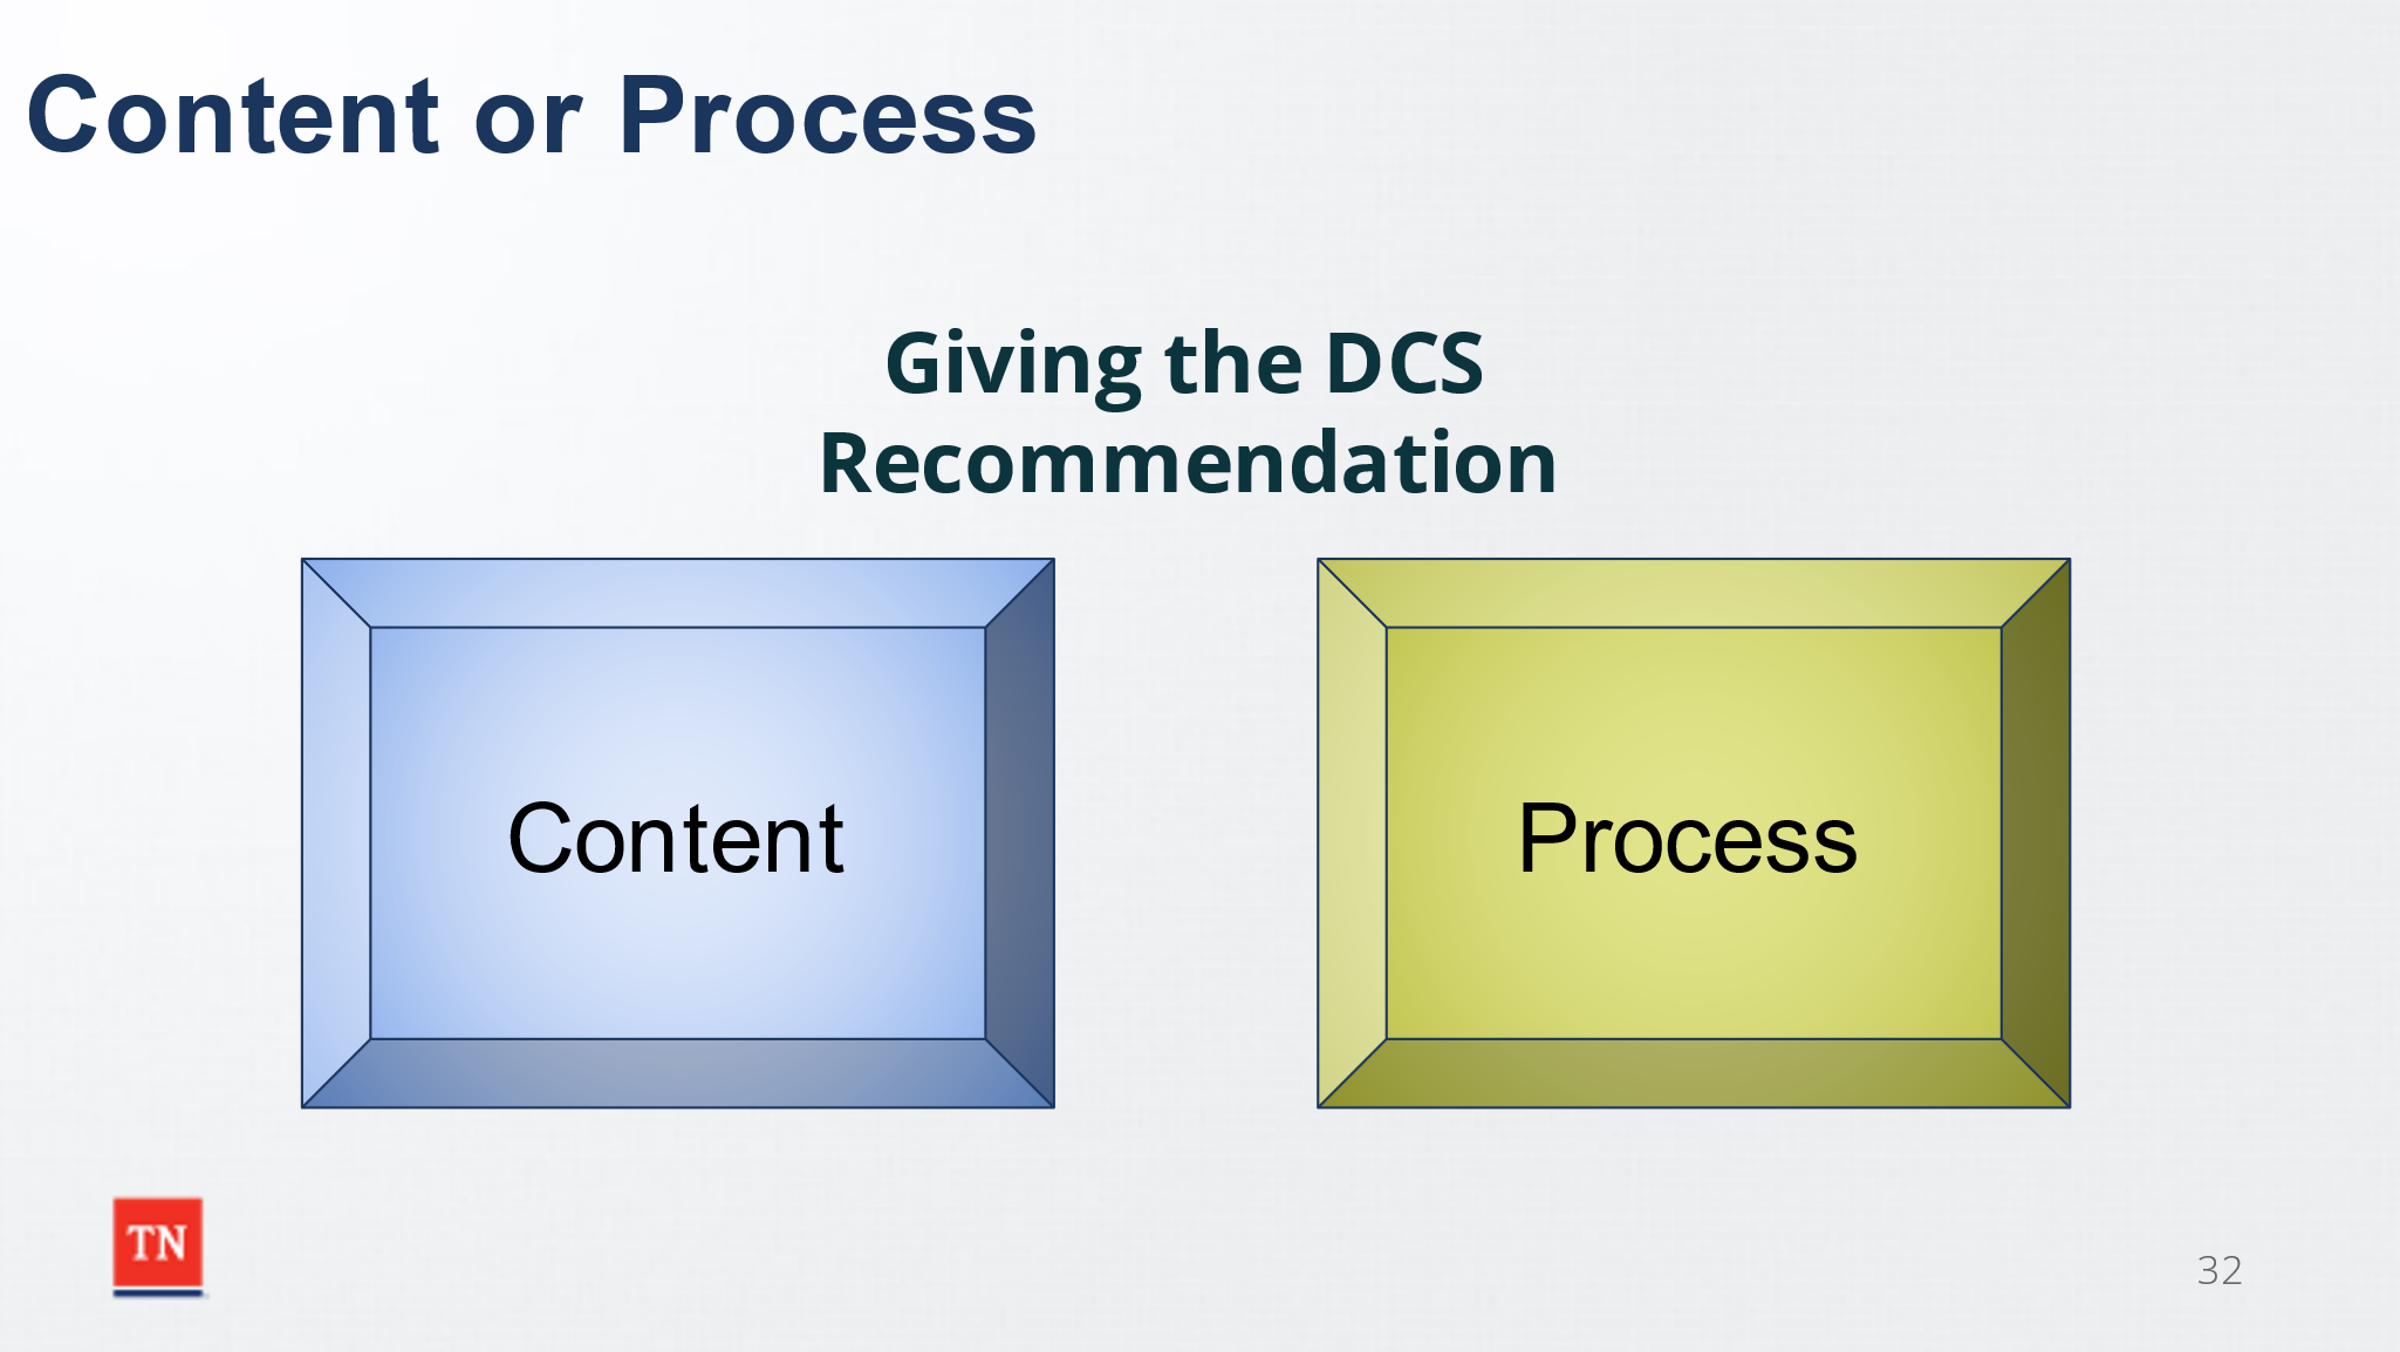 Content or Process
Giving the DCS
Recommendation
Content
Process
TN
32